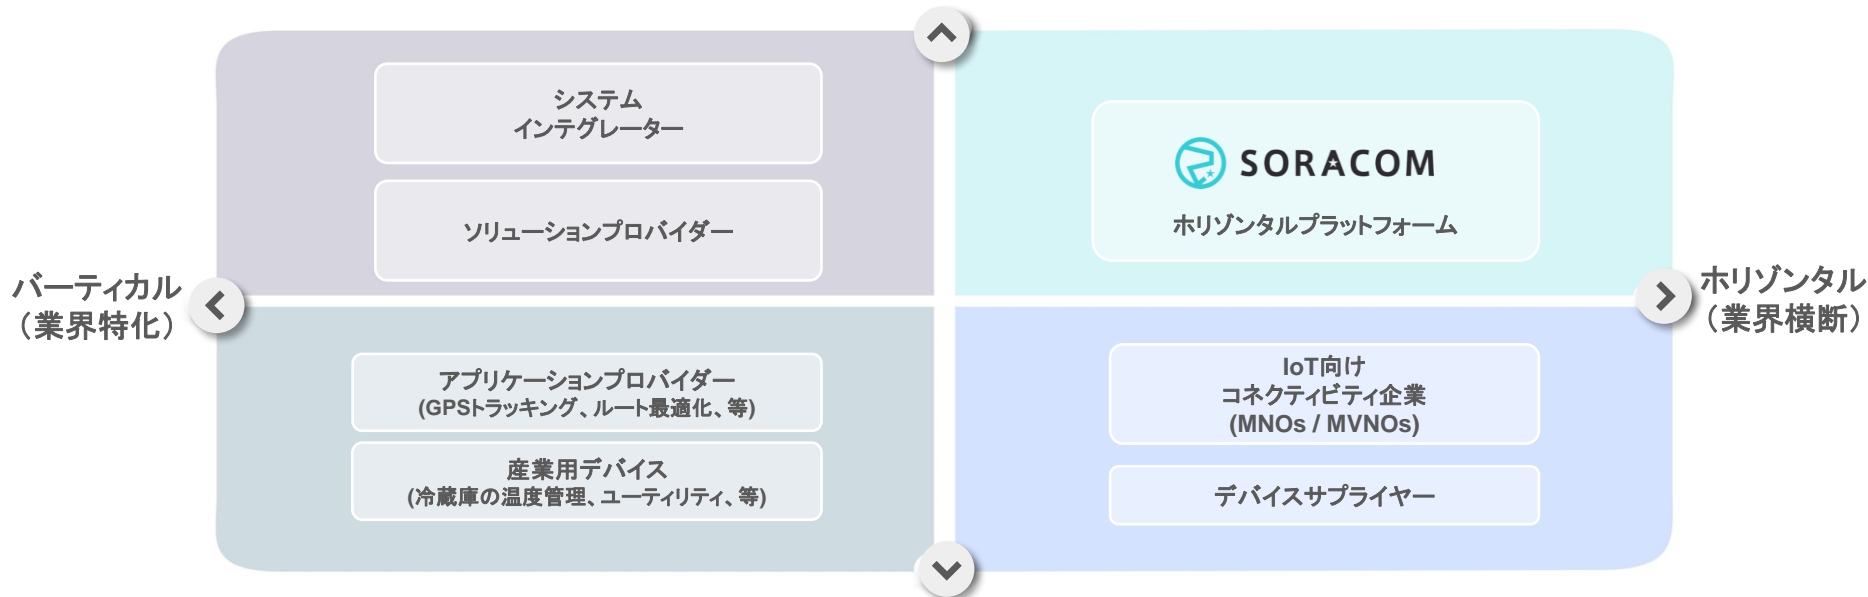 システム
インテグレーター
ソリューションプロバイダー
SORACOM
ホリゾンタルプラットフォーム
バーティカル
（業界特化）
ホリゾンタル
（業界横断）
アプリケーションプロバイダー
(GPSトラッキング、ルート最適化、等)
産業用デバイス
(冷蔵庫の温度管理、ユーティリティ、等)
IoT向け
コネクティビティ企業
(MNOs / MVNOs)
デバイスサプライヤー